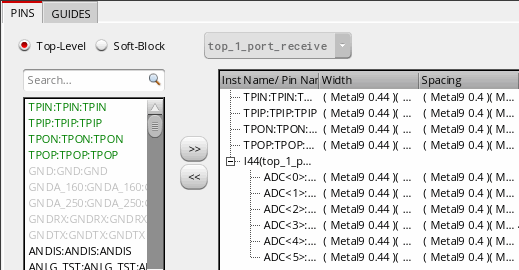 PINS GUIDES
Top-Level Soft-Block top_1_port_receive
Search...
Inst Name/ Pin Nar Width Spacing
TPIN:TPIN:TPIN
TPIP:TPIP:TPIP
TPON:TPON:TPON
TPOP:TPOP:TPOP
GND:GND:GND
GNDA_160:GNDA_160:
GNDA_250:GNDA_250:
GNDRX:GNDRX:GNDRX
GNDTX:GNDTX:GNDTX
ANDIS:ANDIS:ANDIS
ANLG_TST:ANLG_TST:A
>>
<<
TPIN:TPIN:T... ( Metal9 0.44 )( ... ( Metal9 0.4 )( M...
TPIP:TPIP:TPIP ( Metal9 0.44 )( ... ( Metal9 0.4 )( M...
TPON:TPON:... ( Metal9 0.44 )( ... ( Metal9 0.4 )( M...
TPOP:TPOP:... ( Metal9 0.44 )( ... ( Metal9 0.4 )( M...
I44(top_1_p...
ADC<0>:... ( Metal9 0.44 )( ... ( Metal9 0.4 )( M...
ADC<1>:... ( Metal9 0.44 )( ... ( Metal9 0.4 )( M...
ADC<2>:... ( Metal9 0.44 )( ... ( Metal9 0.4 )( M...
ADC<3>:... ( Metal9 0.44 )( ... ( Metal9 0.4 )( M...
ADC<4>:... ( Metal9 0.44 )( ... ( Metal9 0.4 )( M...
ADC<5>:... ( Metal9 0.44 )( ... ( Metal9 0.4 )( M...